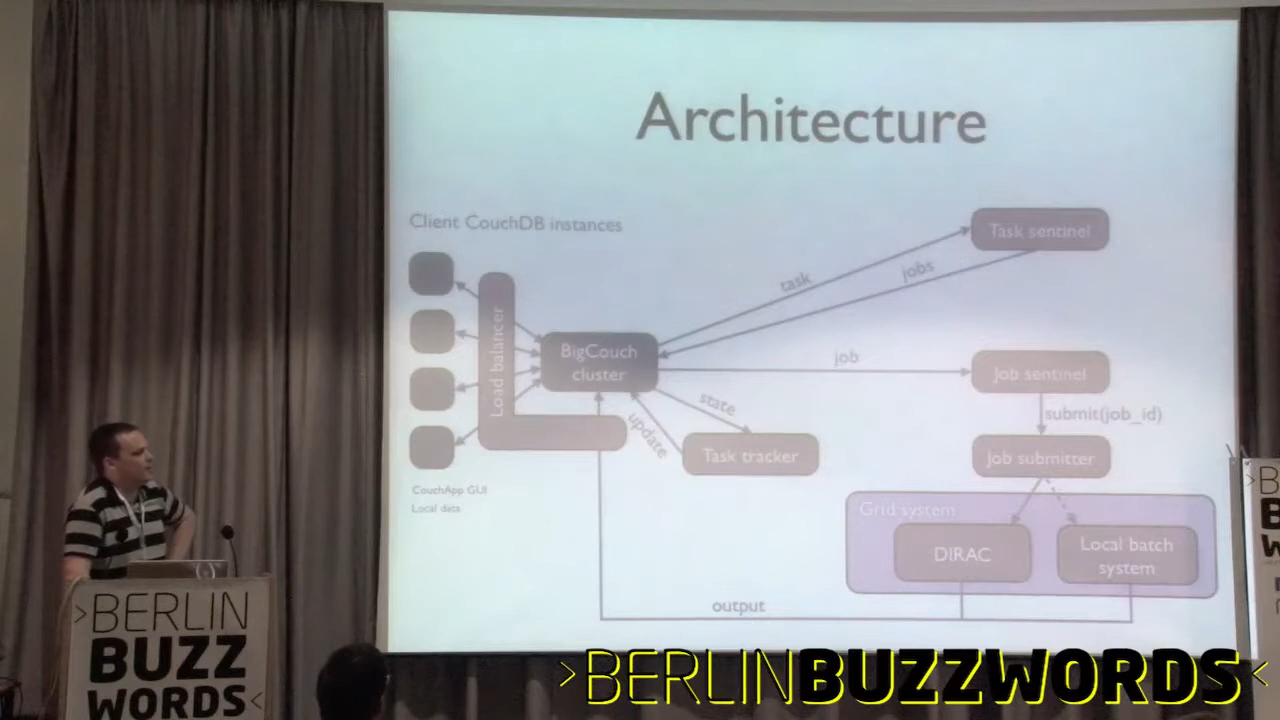 Architecture
Client CouchDB instances
Task sentinel
task
jobs
Load balancer
BigCouch
cluster
job
Job sentinel
state
update
submit(job_id)
Task tracker
Job submitter
CouchApp GUI
Local data
Grid system
DIRAC
Local batch
system
output
>BERLIN
BUZZ
WORDS<
>BERLINBUZZWORDS<